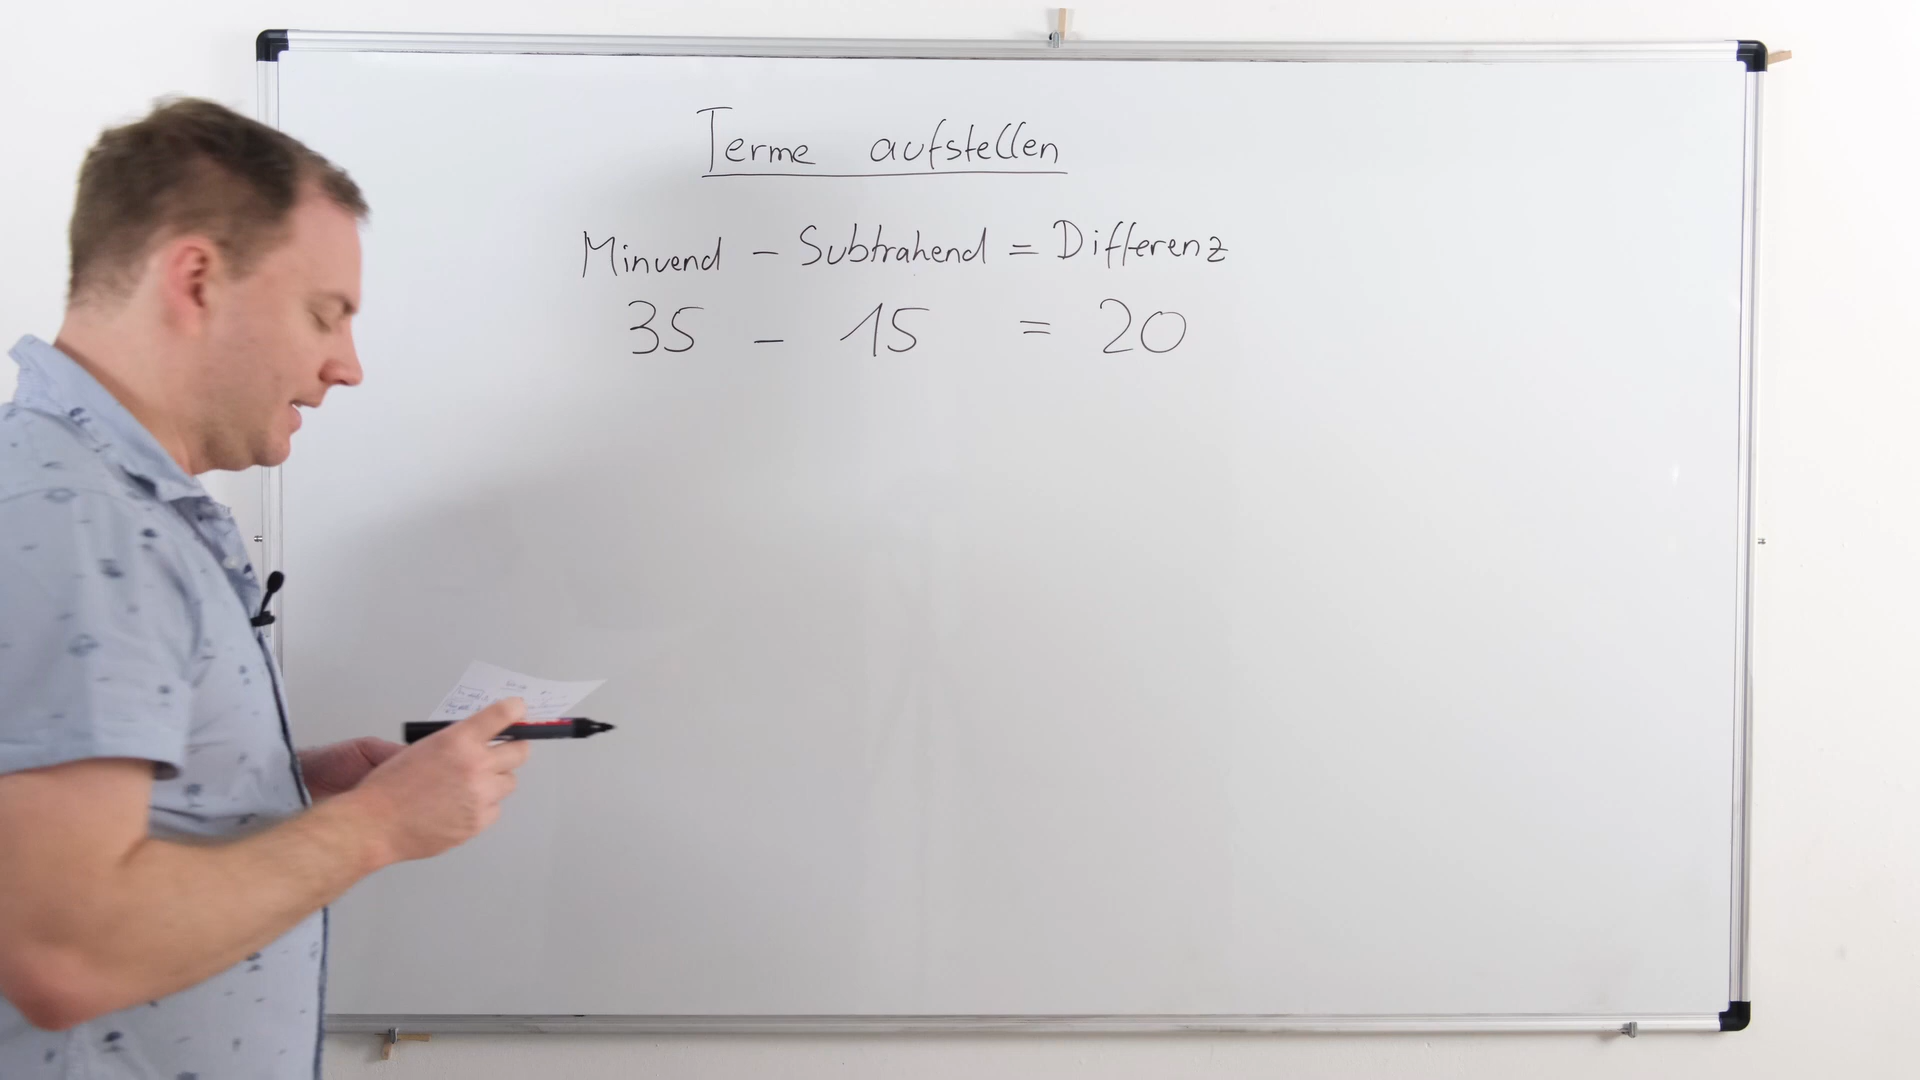 Terme aufstellen
Minuend - Subtrahend = Differenz
35 - 15 = 20